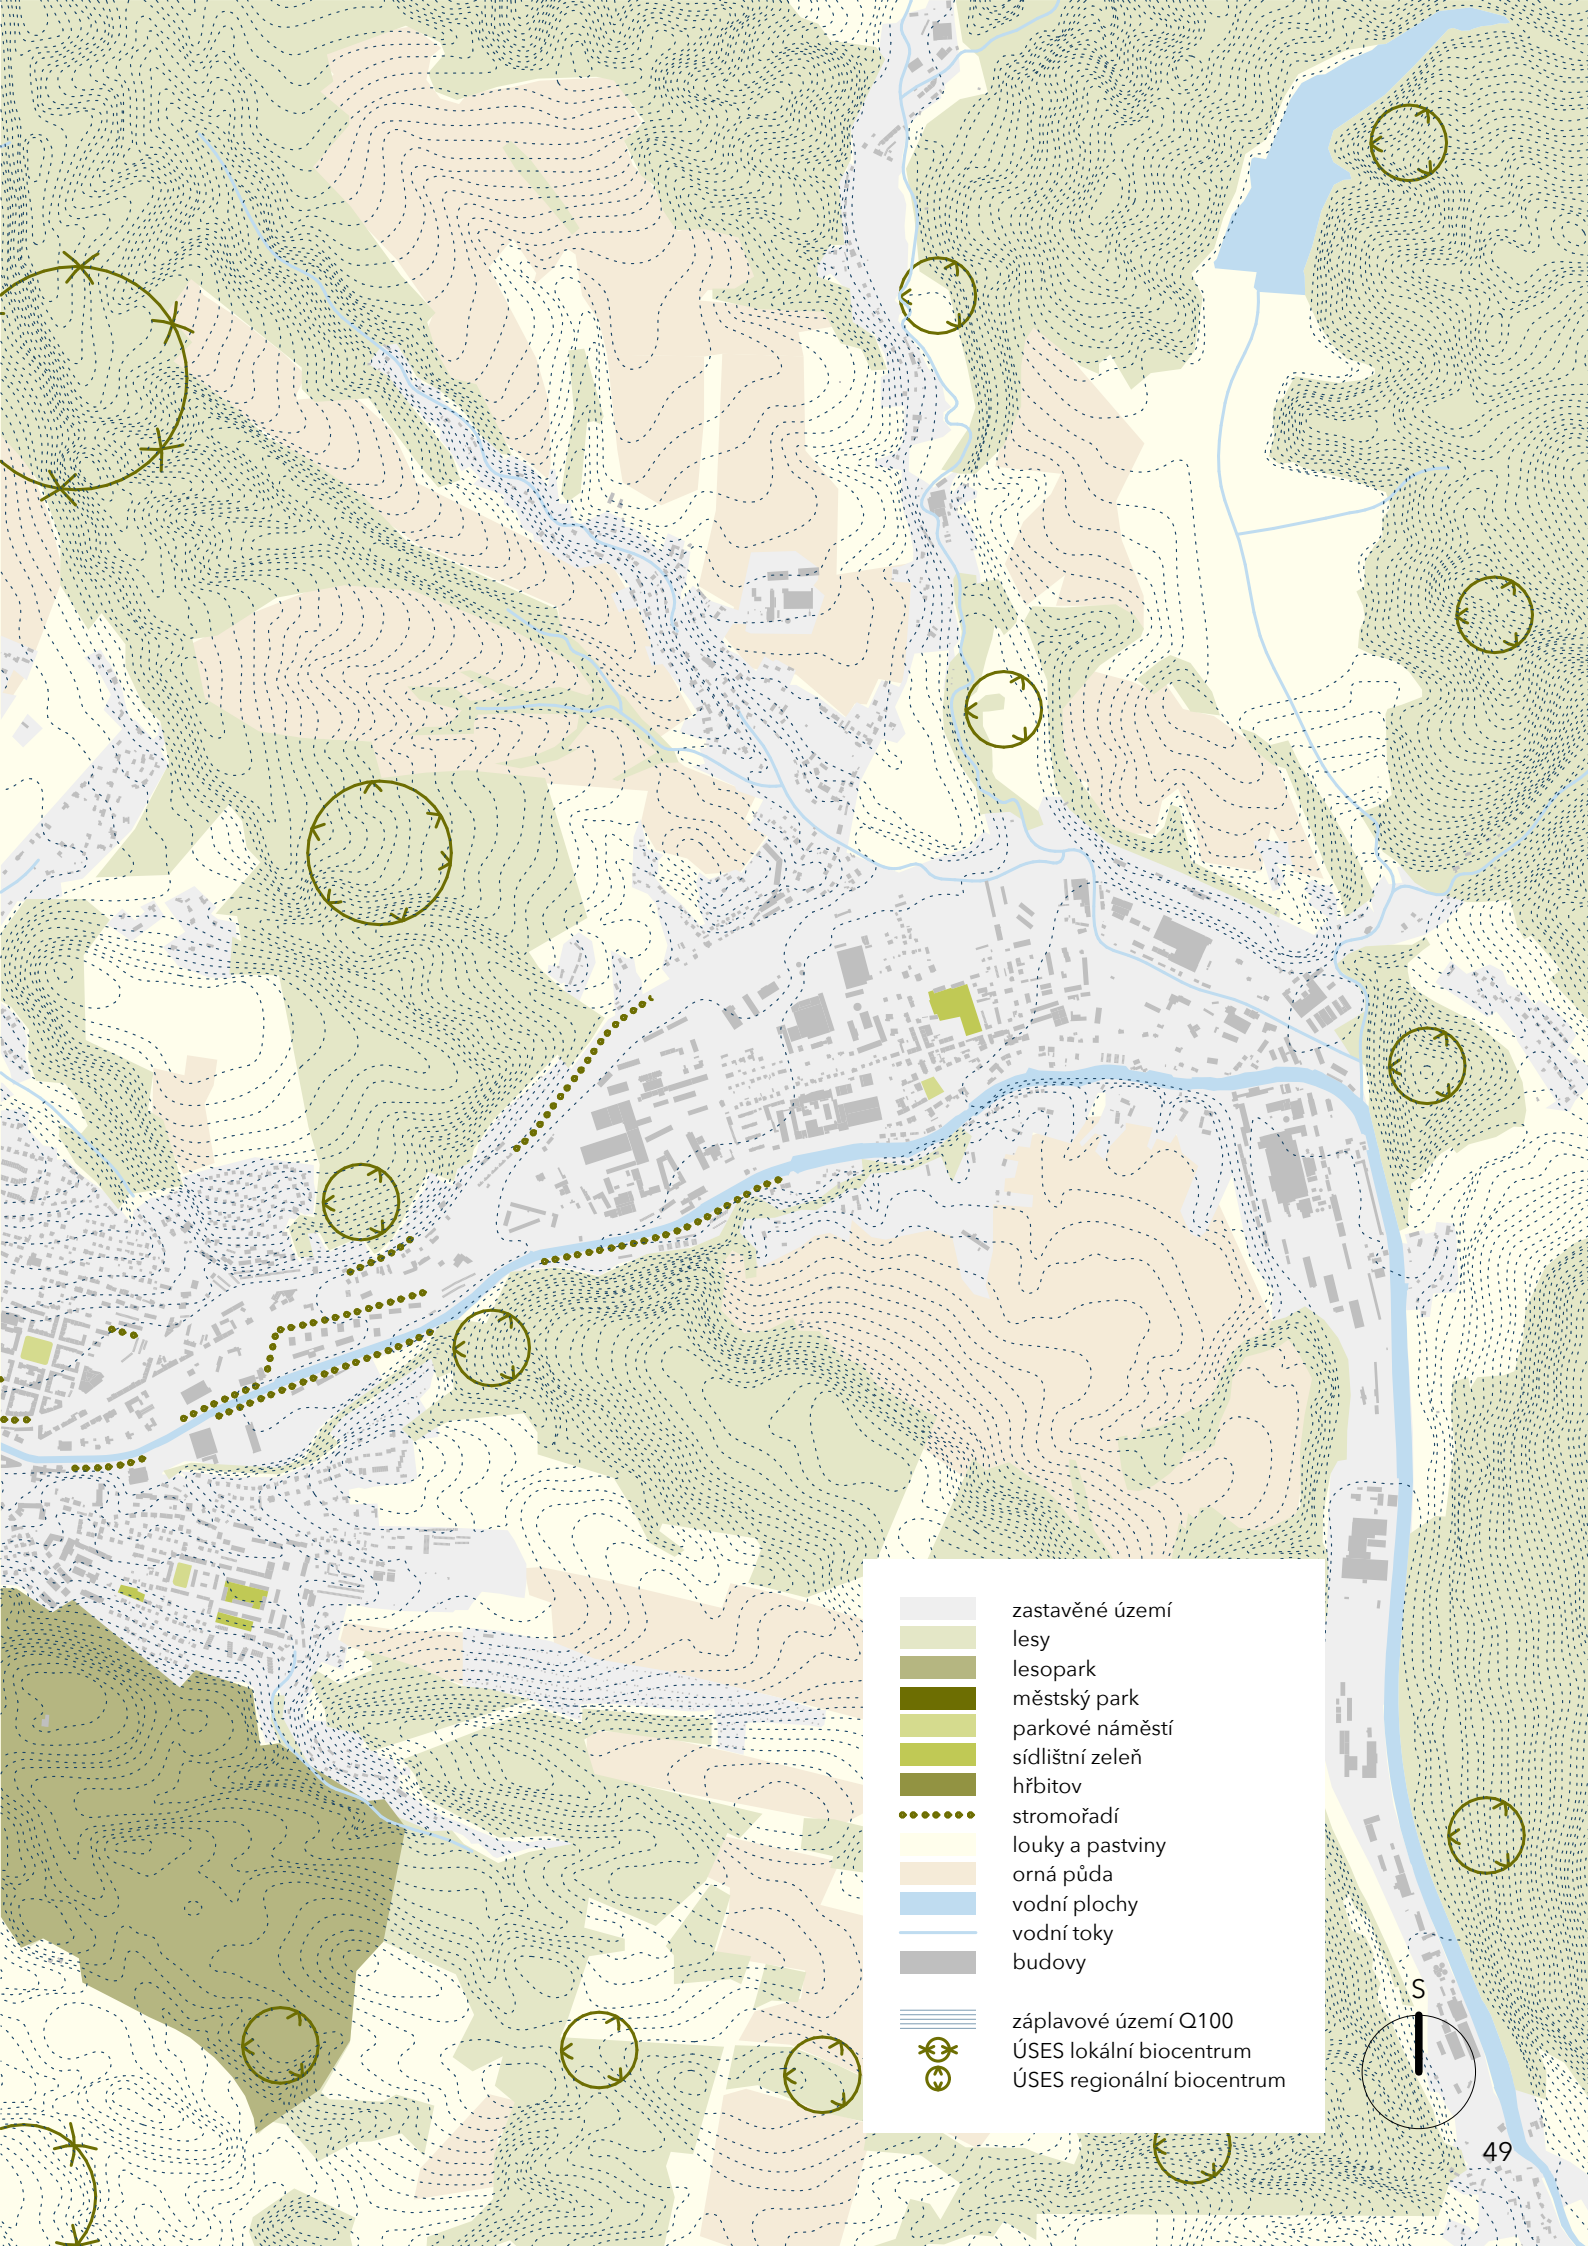 zastavěné území
lesy
lesopark
městský park
parkové náměstí
sídlištní zeleň
hřbitov
stromořadí
louky a pastviny
orná půda
vodní plochy
vodní toky
budovy
záplavové území Q100
ÚSES lokální biocentrum
ÚSES regionální biocentrum
S
49